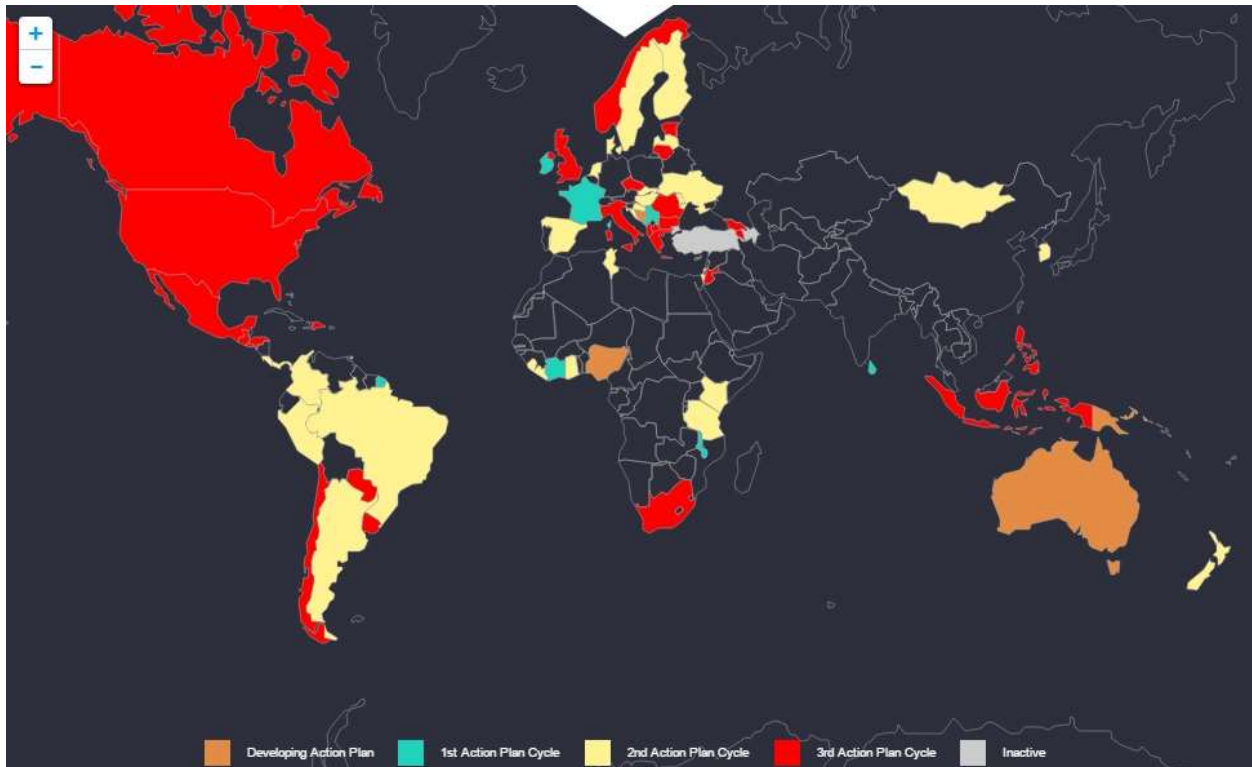 +
−
Developing Action Plan 1st Action Plan Cycle 2nd Action Plan Cycle 3rd Action Plan Cycle Inactive